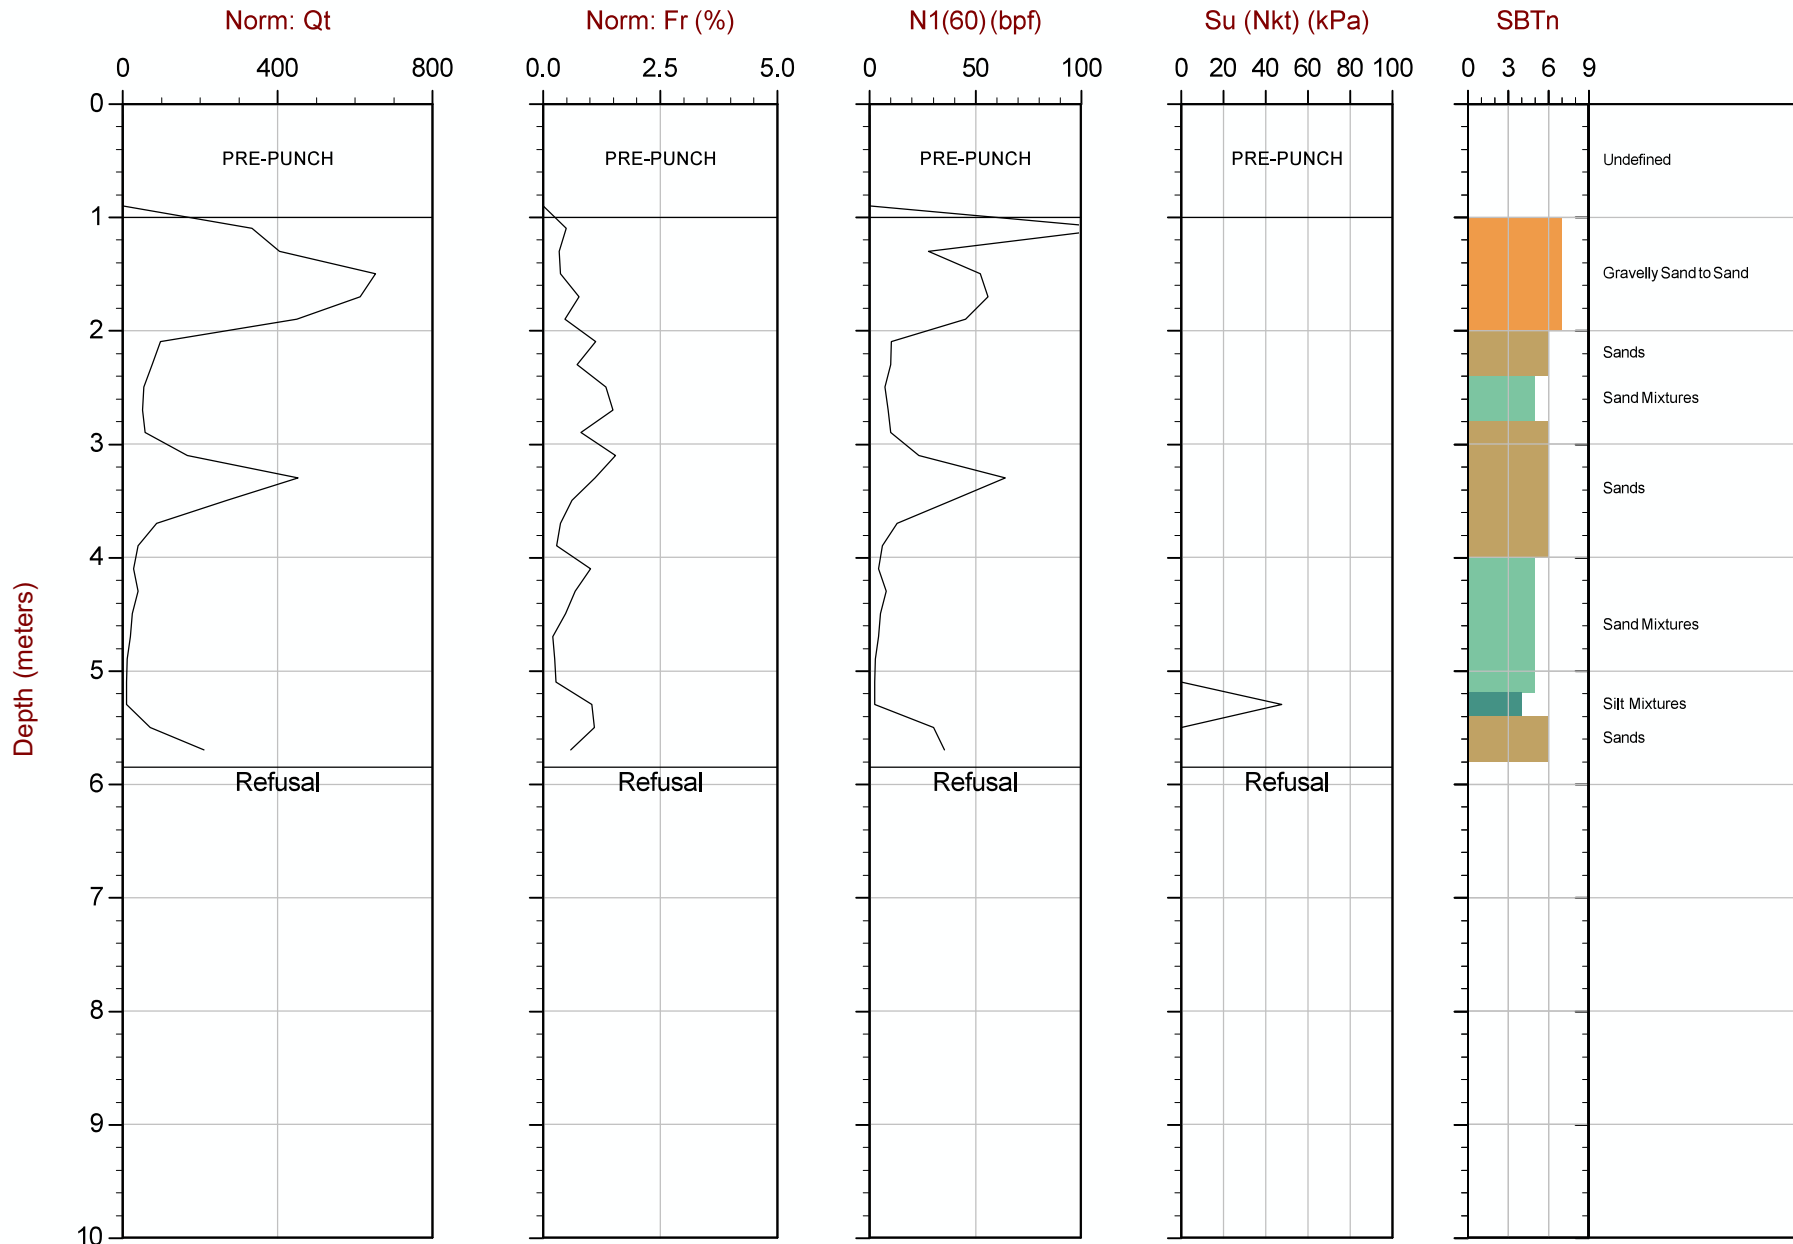 Norm: Qt Norm: Fr (%) N1(60) (bpf) Su (Nkt) (kPa) SBTn
0 400 800 0.0 2.5 5.0 0 50 100 0 20 40 60 80 100 0 3 6 9
0
PRE-PUNCH PRE-PUNCH PRE-PUNCH PRE-PUNCH Undefined
1
Gravelly Sand to Sand
2
Sands
Sand Mixtures
3
Sands
4
Sand Mixtures
5
Silt Mixtures
Sands
Refusal Refusal Refusal Refusal
6
7
8
9
10
Depth (meters)